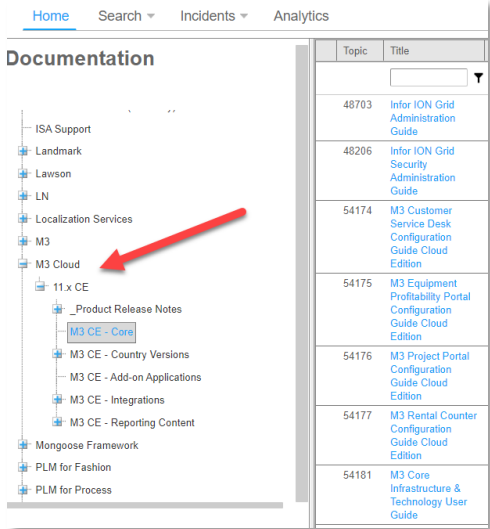 Home Search Incidents Analytics
Documentation
ISA Support
Landmark
Lawson
LN
Localization Services
M3
M3 Cloud
11.x CE
_Product Release Notes
M3 CE - Core
M3 CE - Country Versions
M3 CE - Add-on Applications
M3 CE - Integrations
M3 CE - Reporting Content
Mongoose Framework
PLM for Fashion
PLM for Process
Topic Title
48703 Infor ION Grid
Administration
Guide
48206 Infor ION Grid
Security
Administration
Guide
54174 M3 Customer
Service Desk
Configuration
Guide Cloud
Edition
54175 M3 Equipment
Profitability Portal
Configuration
Guide Cloud
Edition
54176 M3 Project Portal
Configuration
Guide Cloud
Edition
54177 M3 Rental Counter
Configuration
Guide Cloud
Edition
54181 M3 Core
Infrastructure &
Technology User
Guide